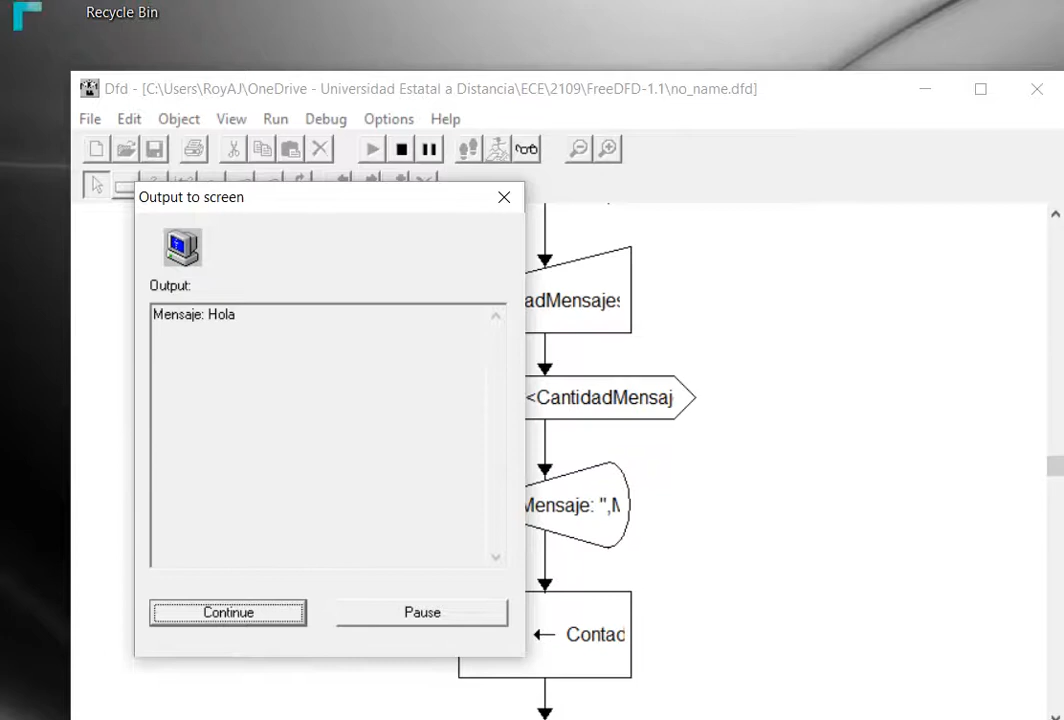 Recycle Bin
Dfd - [C:\Users\RoyAJ\OneDrive - Universidad Estatal a Distancia\ECE\2109\FreeDFD-1.1\no_name.dfd]
File Edit Object View Run Debug Options Help
Output to screen
Output:
Mensaje: Hola
Continue Pause
adMensajes
<CantidadMensaj
Mensaje: ",M
← Contad